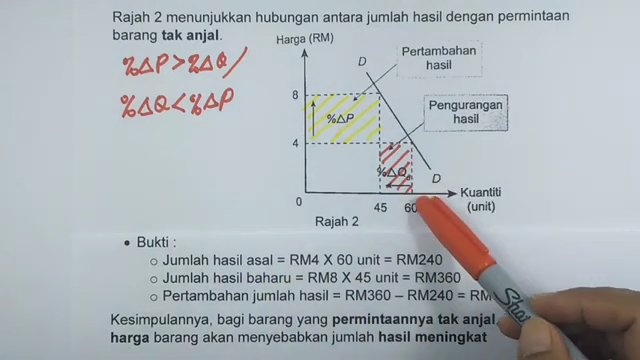 Rajah 2 menunjukkan hubungan antara jumlah hasil dengan permintaan
barang tak anjal.
%ΔP>%ΔQ/
%ΔQ<%ΔP
Harga (RM)
D
Pertambahan
hasil
8
%ΔP
Pengurangan
hasil
4
%ΔQ
D
Kuantiti
(unit)
0
45
60
Rajah 2
• Bukti :
○ Jumlah hasil asal = RM4 X 60 unit = RM240
○ Jumlah hasil baharu = RM8 X 45 unit = RM360
○ Pertambahan jumlah hasil = RM360 – RM240 = RM
Kesimpulannya, bagi barang yang permintaannya tak anjal
harga barang akan menyebabkan jumlah hasil meningkat
Sharpie